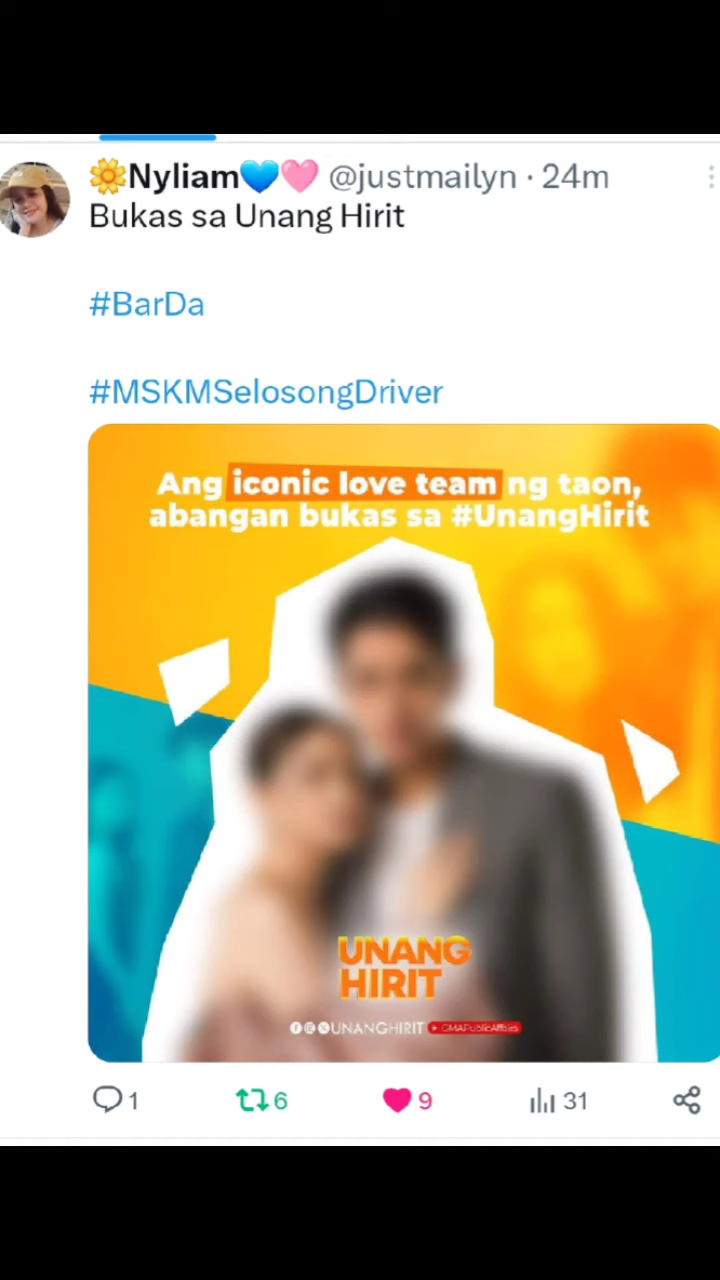 🌼Nyliam💙🩷 @justmailyn · 24m
Bukas sa Unang Hirit
#BarDa
#MSKMSelosongDriver
Ang iconic love team ng taon,
abangan bukas sa #UnangHirit
UNANG
HIRIT
UNANGHIRIT GMAPublicAffairs
1 6 9 31